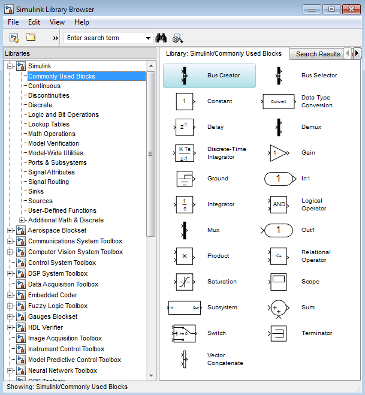 Simulink Library Browser
File Edit View Help
» Enter search term
Libraries
Library: Simulink/Commonly Used Blocks
Search Results:
Simulink
Commonly Used Blocks
Continuous
Discontinuities
Discrete
Logic and Bit Operations
Lookup Tables
Math Operations
Model Verification
Model-Wide Utilities
Ports & Subsystems
Signal Attributes
Signal Routing
Sinks
Sources
User-Defined Functions
Additional Math & Discrete
Aerospace Blockset
Communications System Toolbox
Computer Vision System Toolbox
Control System Toolbox
DSP System Toolbox
Data Acquisition Toolbox
Embedded Coder
Fuzzy Logic Toolbox
Gauges Blockset
HDL Verifier
Image Acquisition Toolbox
Instrument Control Toolbox
Model Predictive Control Toolbox
Neural Network Toolbox
Bus Creator
Bus Selector
1
Constant
Convert
Data Type
Conversion
Delay
Demux
K Ts
z-1
Discrete-Time
Integrator
1
Gain
Ground
1
In1
1
s
Integrator
AND
Logical
Operator
Mux
1
Out1
×
Product
<=
Relational
Operator
Saturation
Scope
Subsystem
Sum
Switch
Terminator
Vector
Concatenate
Showing: Simulink/Commonly Used Blocks